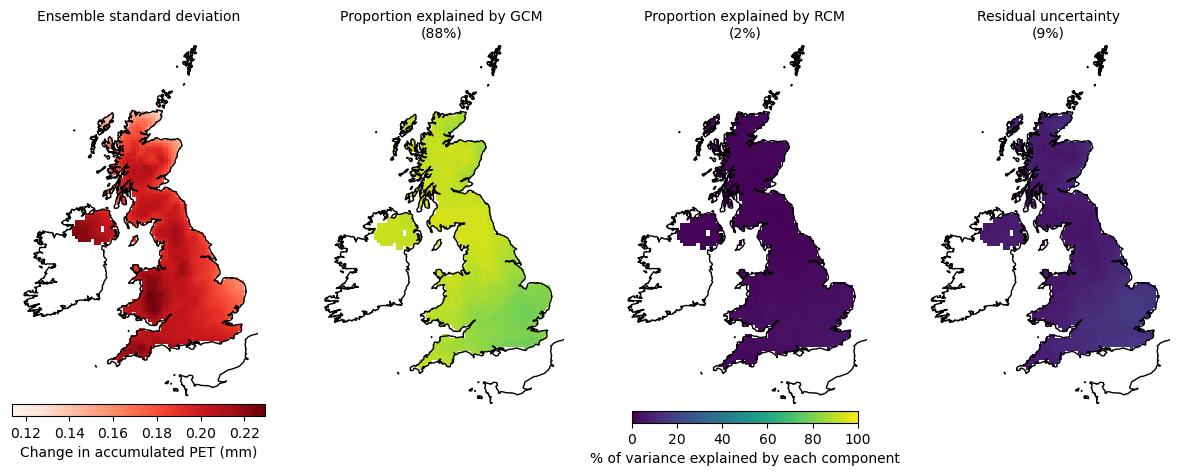 Ensemble standard deviation
Proportion explained by GCM
(88%)
Proportion explained by RCM
(2%)
Residual uncertainty
(9%)
0.12 0.14 0.16 0.18 0.20 0.22
Change in accumulated PET (mm)
0 20 40 60 80 100
% of variance explained by each component